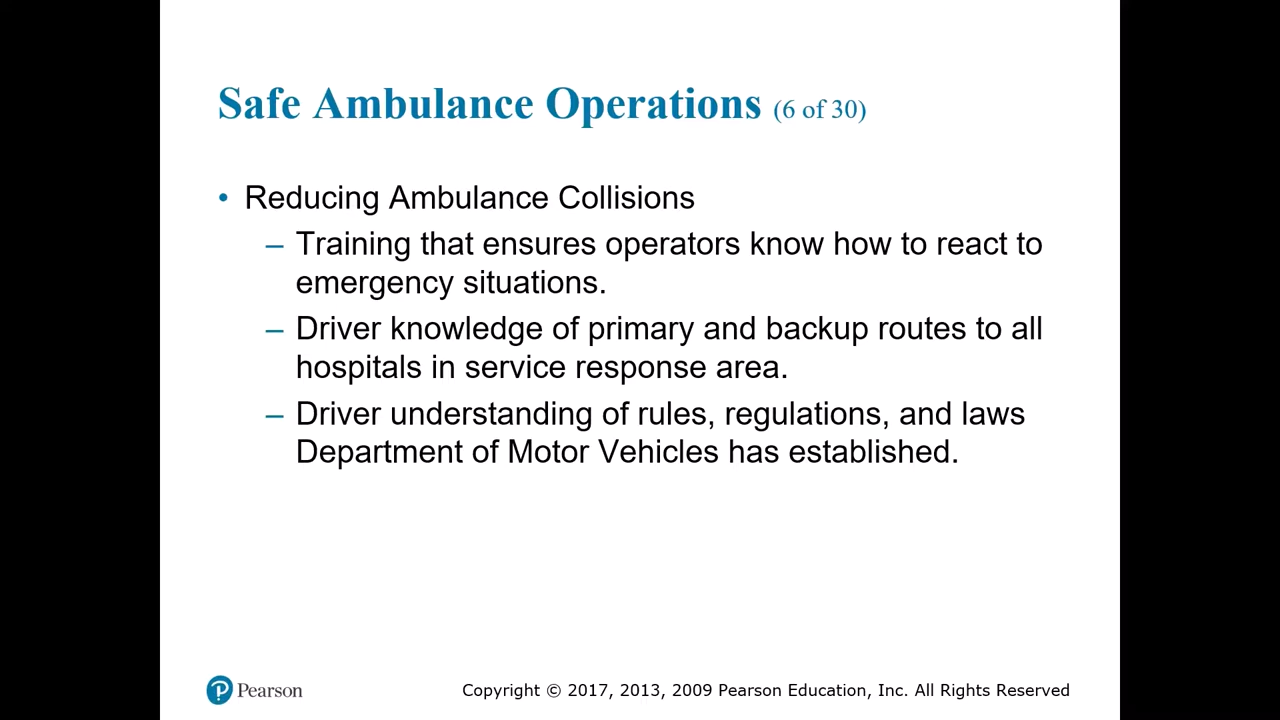 Safe Ambulance Operations (6 of 30)
• Reducing Ambulance Collisions
– Training that ensures operators know how to react to
emergency situations.
– Driver knowledge of primary and backup routes to all
hospitals in service response area.
– Driver understanding of rules, regulations, and laws
Department of Motor Vehicles has established.
P Pearson
Copyright © 2017, 2013, 2009 Pearson Education, Inc. All Rights Reserved